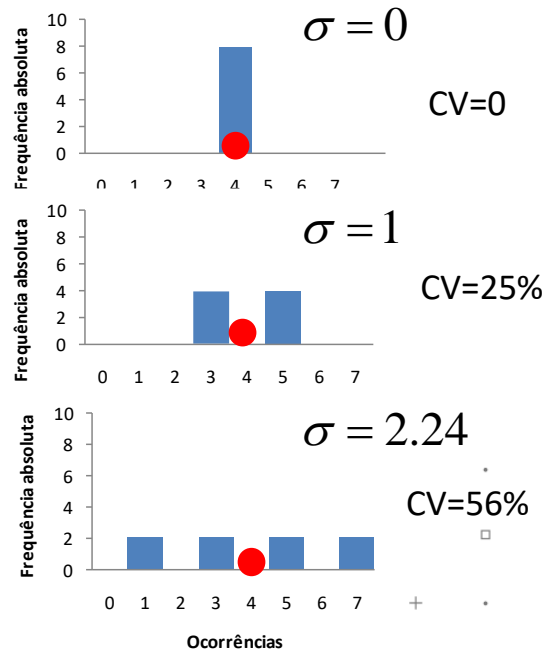 Frequência absoluta
10
8
6
4
2
0
0 1 2 3 4 5 6 7
σ = 0
CV=0
Frequência absoluta
10
8
6
4
2
0
0 1 2 3 4 5 6 7
σ = 1
CV=25%
Frequência absoluta
10
8
6
4
2
0
0 1 2 3 4 5 6 7
σ = 2.24
CV=56%
Ocorrências